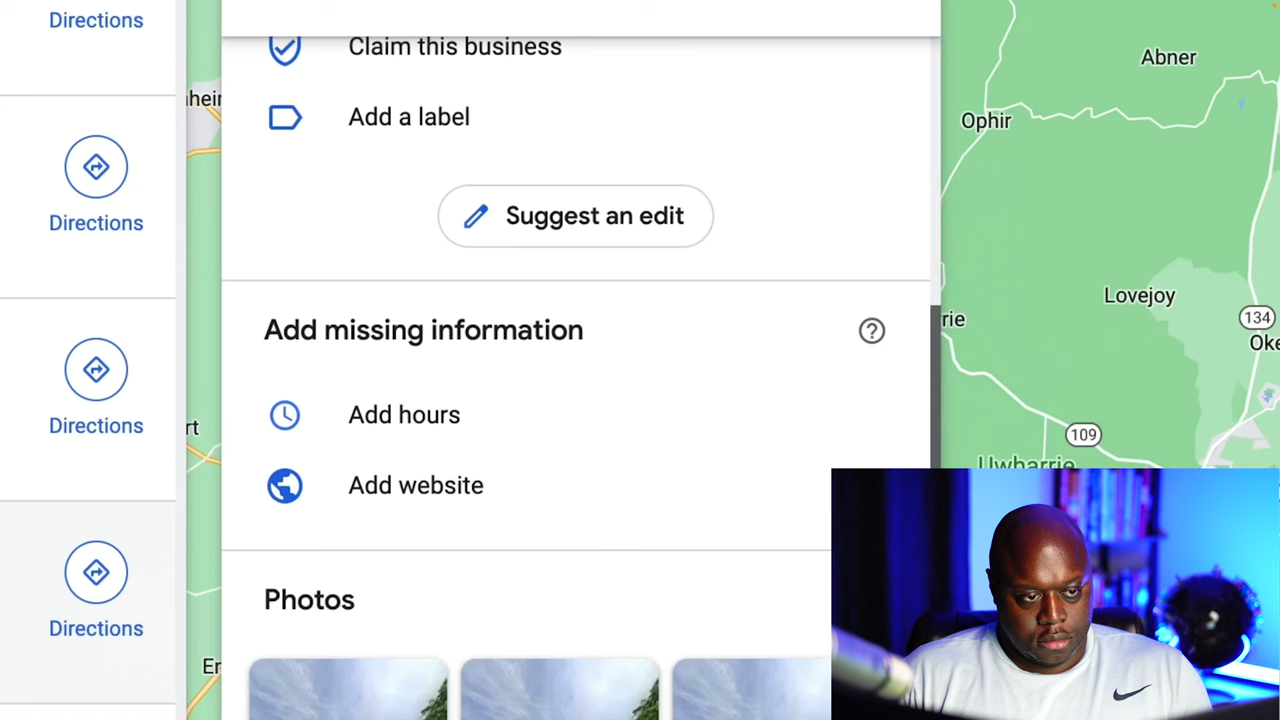 Directions
Directions
Directions
Directions
Claim this business
Add a label
Suggest an edit
Add missing information
Add hours
Add website
Photos
Abner
Ophir
Lovejoy
134
109
Uwharrie